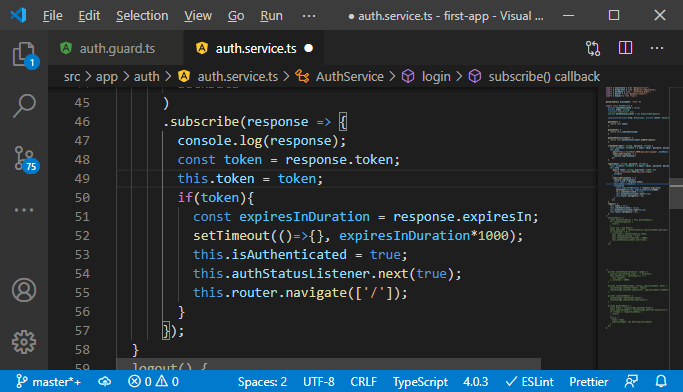 Edit Selection View Go Run ··· ● auth.service.ts - first-app - Visual ...
auth.guard.ts auth.service.ts ●
src > app > auth > auth.service.ts > AuthService > login > subscribe() callback
1
75
45 )
46 .subscribe(response => {
47 console.log(response);
48 const token = response.token;
49 this.token = token;
50 if(token){
51 const expiresInDuration = response.expiresIn;
52 setTimeout(()=>{}, expiresInDuration*1000);
53 this.isAuthenticated = true;
54 this.authStatusListener.next(true);
55 this.router.navigate(['/']);
56 }
57 });
58 }
59 logout() {
master*+ 0 0 Spaces: 2 UTF-8 CRLF TypeScript 4.0.3 ✓ ESLint Prettier